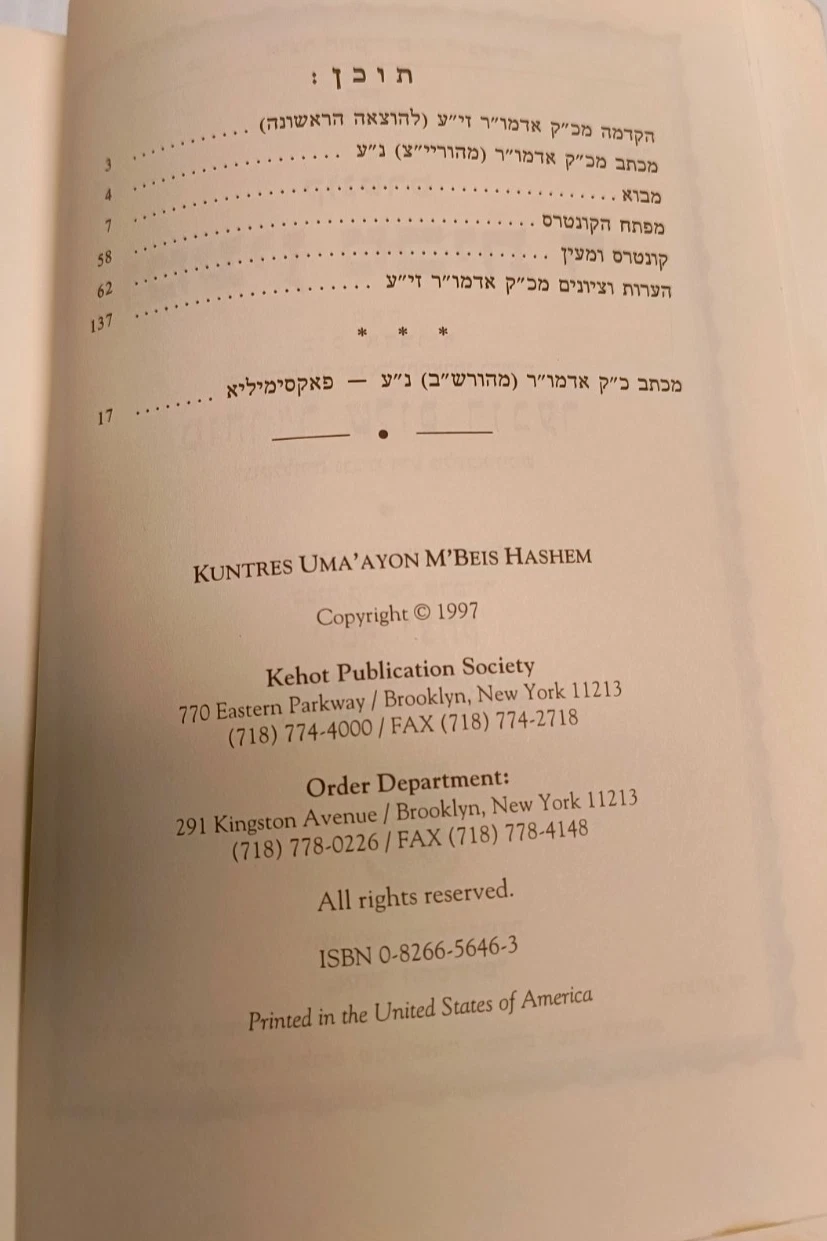 תוכן:
הקדמה מכ״ק אדמו״ר זי״ע (להוצאה הראשונה) . . . . . . . . . . . 3
מכתב מכ״ק אדמו״ר (מהוריי״צ) נ״ע . . . . . . . . . . . . . . . . . . . 4
מבוא . . . . . . . . . . . . . . . . . . . . . . . . . . . . . . . . . . . . . . . . . . . 7
מפתח הקונטרס . . . . . . . . . . . . . . . . . . . . . . . . . . . . . . . . . . . . 58
קונטרס ומעין . . . . . . . . . . . . . . . . . . . . . . . . . . . . . . . . . . . . . 62
הערות וציונים מכ״ק אדמו״ר זי״ע . . . . . . . . . . . . . . . . . . . . . . 137
* * *
מכתב כ״ק אדמו״ר (מהורש״ב) נ״ע — פאקסימיליא . . . . . . . . 17
KUNTRES UMA'AYON M'BEIS HASHEM
Copyright © 1997
Kehot Publication Society
770 Eastern Parkway / Brooklyn, New York 11213
(718) 774-4000 / FAX (718) 774-2718
Order Department:
291 Kingston Avenue / Brooklyn, New York 11213
(718) 778-0226 / FAX (718) 778-4148
All rights reserved.
ISBN 0-8266-5646-3
Printed in the United States of America